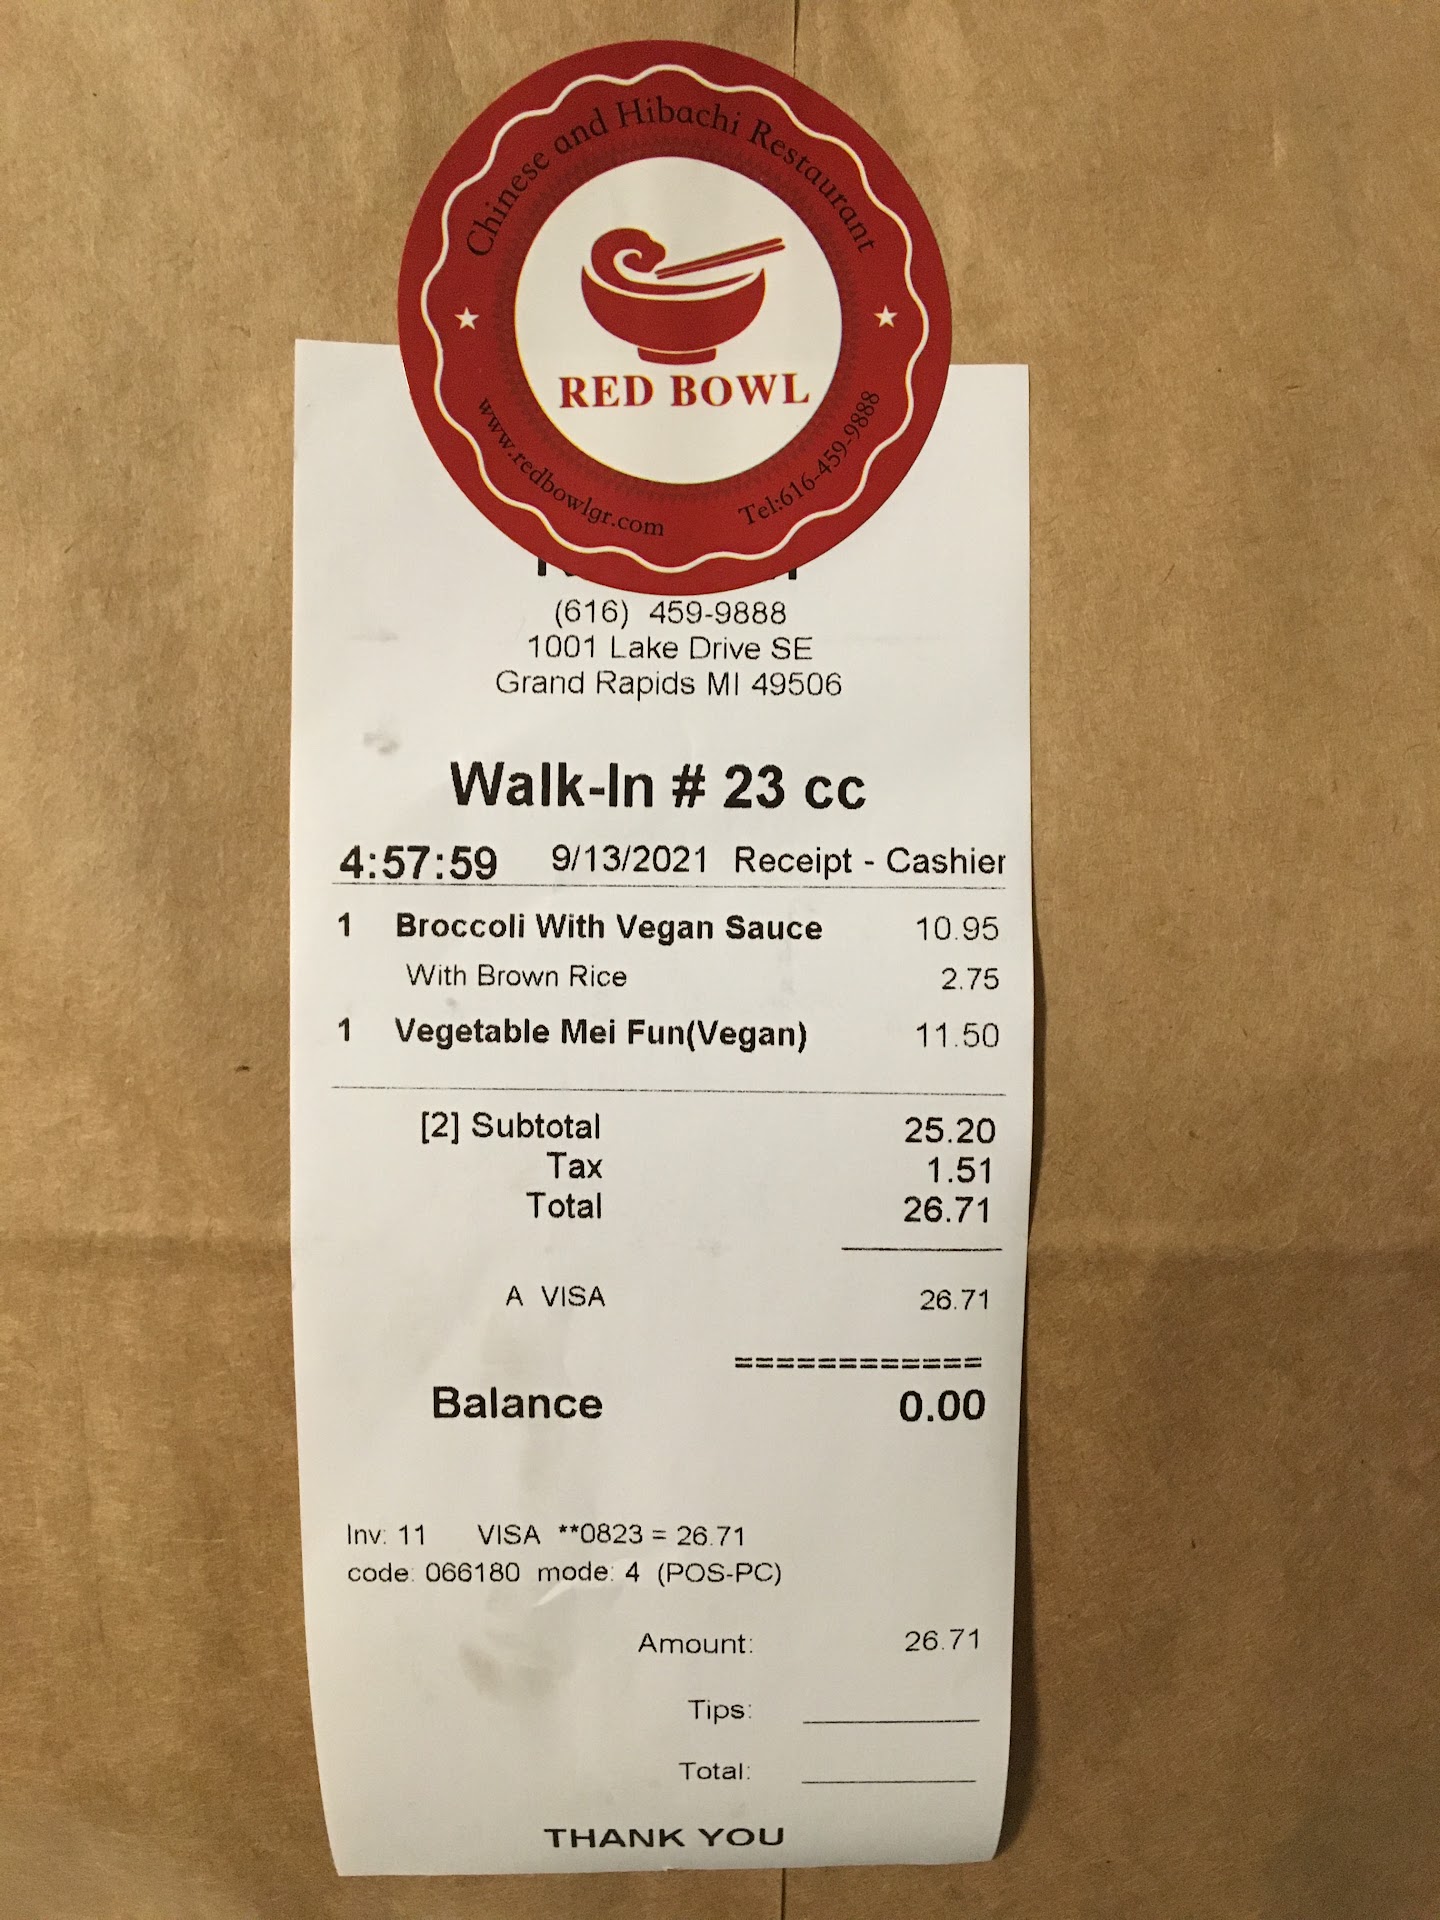 Chinese and Hibachi Restaurant
RED BOWL
www.redbowlgr.com
Tel:616-459-9888
(616) 459-9888
1001 Lake Drive SE
Grand Rapids MI 49506
Walk-In # 23 cc
4:57:59 9/13/2021 Receipt - Cashier
1 Broccoli With Vegan Sauce 10.95
With Brown Rice 2.75
1 Vegetable Mei Fun(Vegan) 11.50
[2] Subtotal 25.20
Tax 1.51
Total 26.71
A VISA 26.71
============
Balance 0.00
Inv: 11 VISA **0823 = 26.71
code: 066180 mode: 4 (POS-PC)
Amount: 26.71
Tips:
Total:
THANK YOU